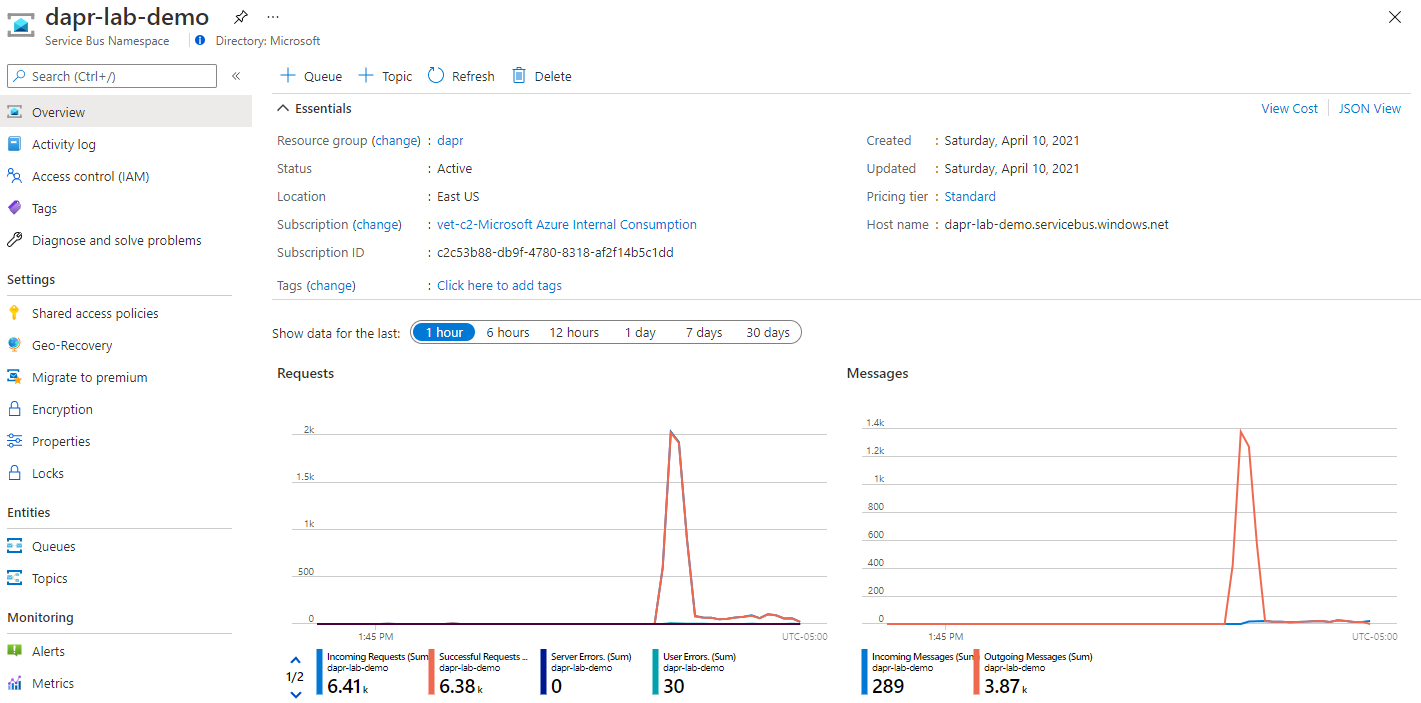 dapr-lab-demo
Service Bus Namespace
Directory: Microsoft
Search (Ctrl+/)
Overview
Activity log
Access control (IAM)
Tags
Diagnose and solve problems
Settings
Shared access policies
Geo-Recovery
Migrate to premium
Encryption
Properties
Locks
Entities
Queues
Topics
Monitoring
Alerts
Metrics
Queue Topic Refresh Delete
Essentials
View Cost JSON View
Resource group (change) : dapr
Status : Active
Location : East US
Subscription (change) : vet-c2-Microsoft Azure Internal Consumption
Subscription ID : c2c53b88-db9f-4780-8318-af2f14b5c1dd
Tags (change) : Click here to add tags
Created : Saturday, April 10, 2021
Updated : Saturday, April 10, 2021
Pricing tier : Standard
Host name : dapr-lab-demo.servicebus.windows.net
Show data for the last: 1 hour 6 hours 12 hours 1 day 7 days 30 days
Requests
2k
1.5k
1k
500
0
1:45 PM UTC-05:00
1/2
Incoming Requests (Sum)
dapr-lab-demo
6.41 k
Successful Requests ...
dapr-lab-demo
6.38 k
Server Errors. (Sum)
dapr-lab-demo
0
User Errors. (Sum)
dapr-lab-demo
30
Messages
1.4k
1.2k
1k
800
600
400
200
0
1:45 PM UTC-05:00
Incoming Messages (Sum)
dapr-lab-demo
289
Outgoing Messages (Sum)
dapr-lab-demo
3.87 k